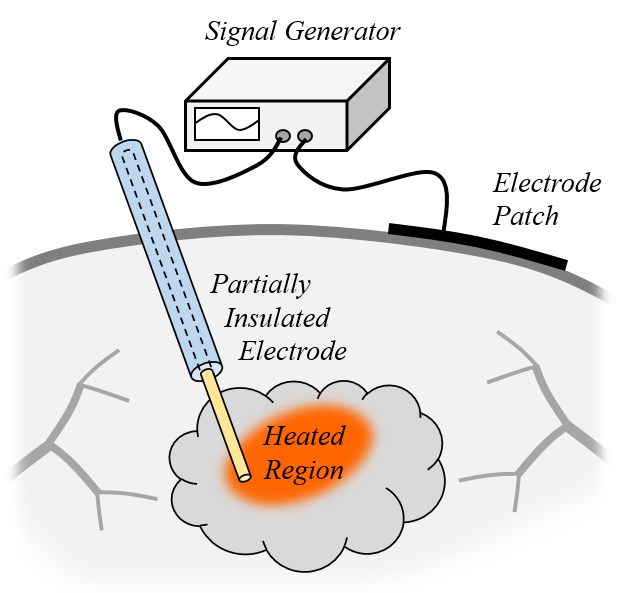 Signal Generator
Electrode
Patch
Partially
Insulated
Electrode
Heated
Region